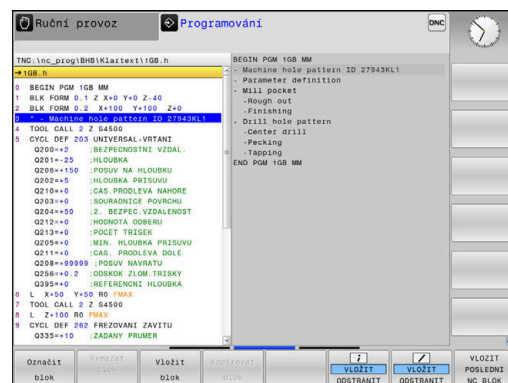 Ruční provoz
Programování
DNC
TNC:\nc_prog\BHB\Klartext\1GB.h
→1GB.h
0 BEGIN PGM 1GB MM
1 BLK FORM 0.1 Z X+0 Y+0 Z-40
2 BLK FORM 0.2 X+100 Y+100 Z+0
3 * - Machine hole pattern ID 27943KL1
4 TOOL CALL 2 Z S4500
5 CYCL DEF 203 UNIVERSAL-VRTANI
Q200=+2 ;BEZPECNOSTNI VZDAL.
Q201=-25 ;HLOUBKA
Q206=+150 ;POSUV NA HLOUBKU
Q202=+5 ;HLOUBKA PRISUVU
Q210=+0 ;CAS.PRODLEVA NAHORE
Q203=+0 ;SOURADNICE POVRCHU
Q204=+50 ;2. BEZPEC.VZDALENOST
Q212=+0 ;HODNOTA ODBERU
Q213=+0 ;POCET TRISEK
Q205=+0 ;MIN. HLOUBKA PRISUVU
Q211=+0 ;CAS. PRODLEVA DOLE
Q208=+99999 ;POSUV NAVRATU
Q256=+0.2 ;ODSKOK ZLOM.TRISKY
Q395=+0 ;REFERENCNI HLOUBKA
6 L X+50 Y+50 R0 FMAX
7 TOOL CALL 2 Z S4500
8 L Z+100 R0 FMAX
9 CYCL DEF 262 FREZOVANI ZAVITU
Q335=+10 ;ZADANY PRUMER
BEGIN PGM 1GB MM
- Machine hole pattern ID 27943KL1
- Parameter definition
- Mill pocket
-Rough out
-Finishing
- Drill hole pattern
-Center drill
-Pecking
-Tapping
END PGM 1GB MM
Označit blok
Vymazat blok
Vložit blok
Kopírovat blok
VLOŽIT ODSTRANIT
VLOŽIT ODSTRANIT
VLOZIT POSLEDNI NC BLOK